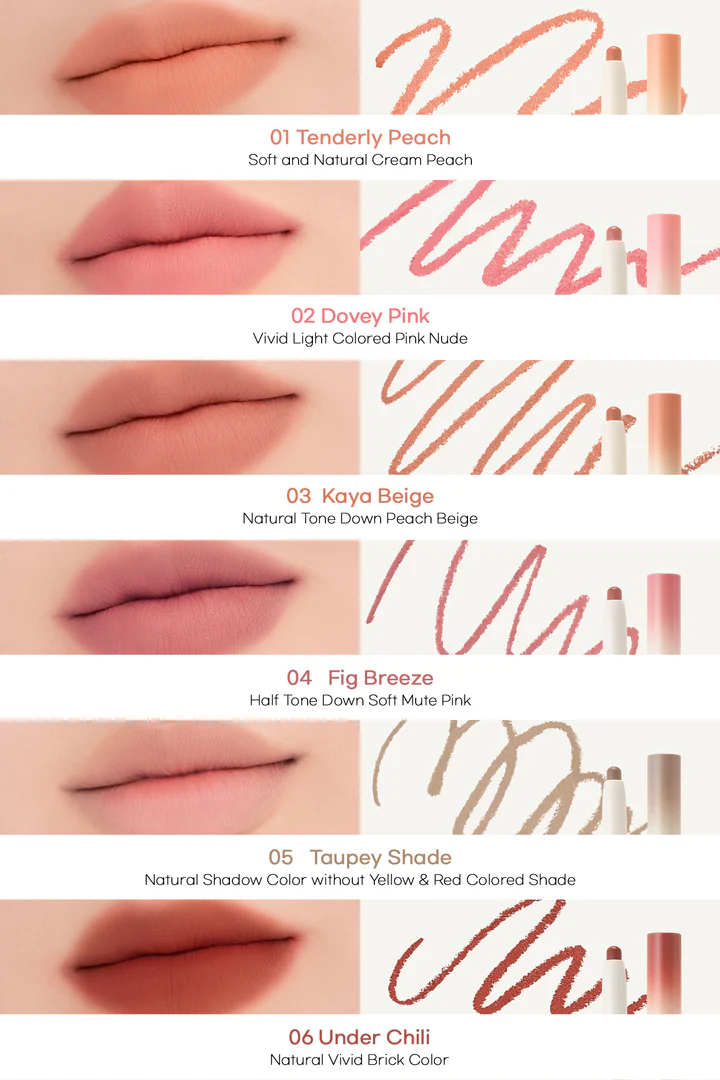 01 Tenderly Peach
Soft and Natural Cream Peach
02 Dovey Pink
Vivid Light Colored Pink Nude
03 Kaya Beige
Natural Tone Down Peach Beige
04 Fig Breeze
Half Tone Down Soft Mute Pink
05 Taupey Shade
Natural Shadow Color without Yellow & Red Colored Shade
06 Under Chili
Natural Vivid Brick Color